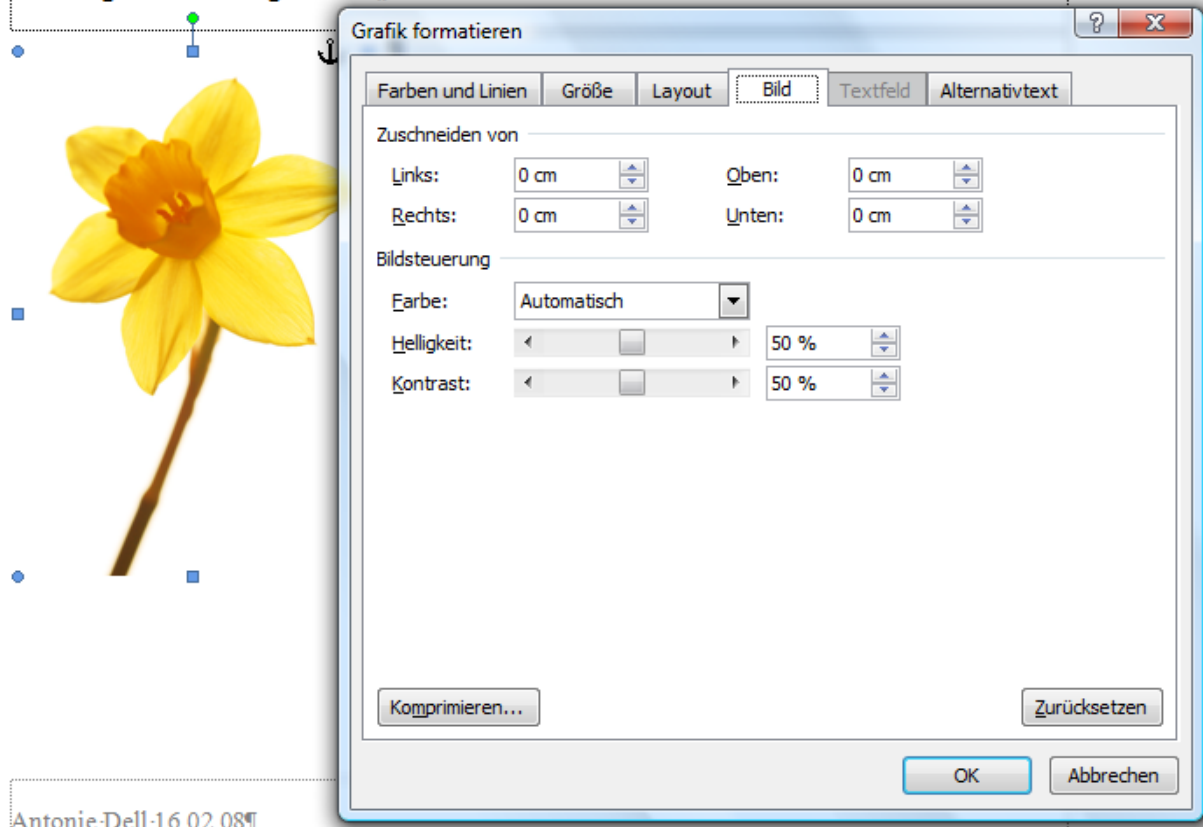 Grafik formatieren
Farben und Linien Größe Layout Bild Textfeld Alternativtext
Zuschneiden von
Links: 0 cm Oben: 0 cm
Rechts: 0 cm Unten: 0 cm
Bildsteuerung
Farbe: Automatisch
Helligkeit: 50 %
Kontrast: 50 %
Komprimieren... Zurücksetzen
OK Abbrechen
Antonie·Dell·16.02.08¶